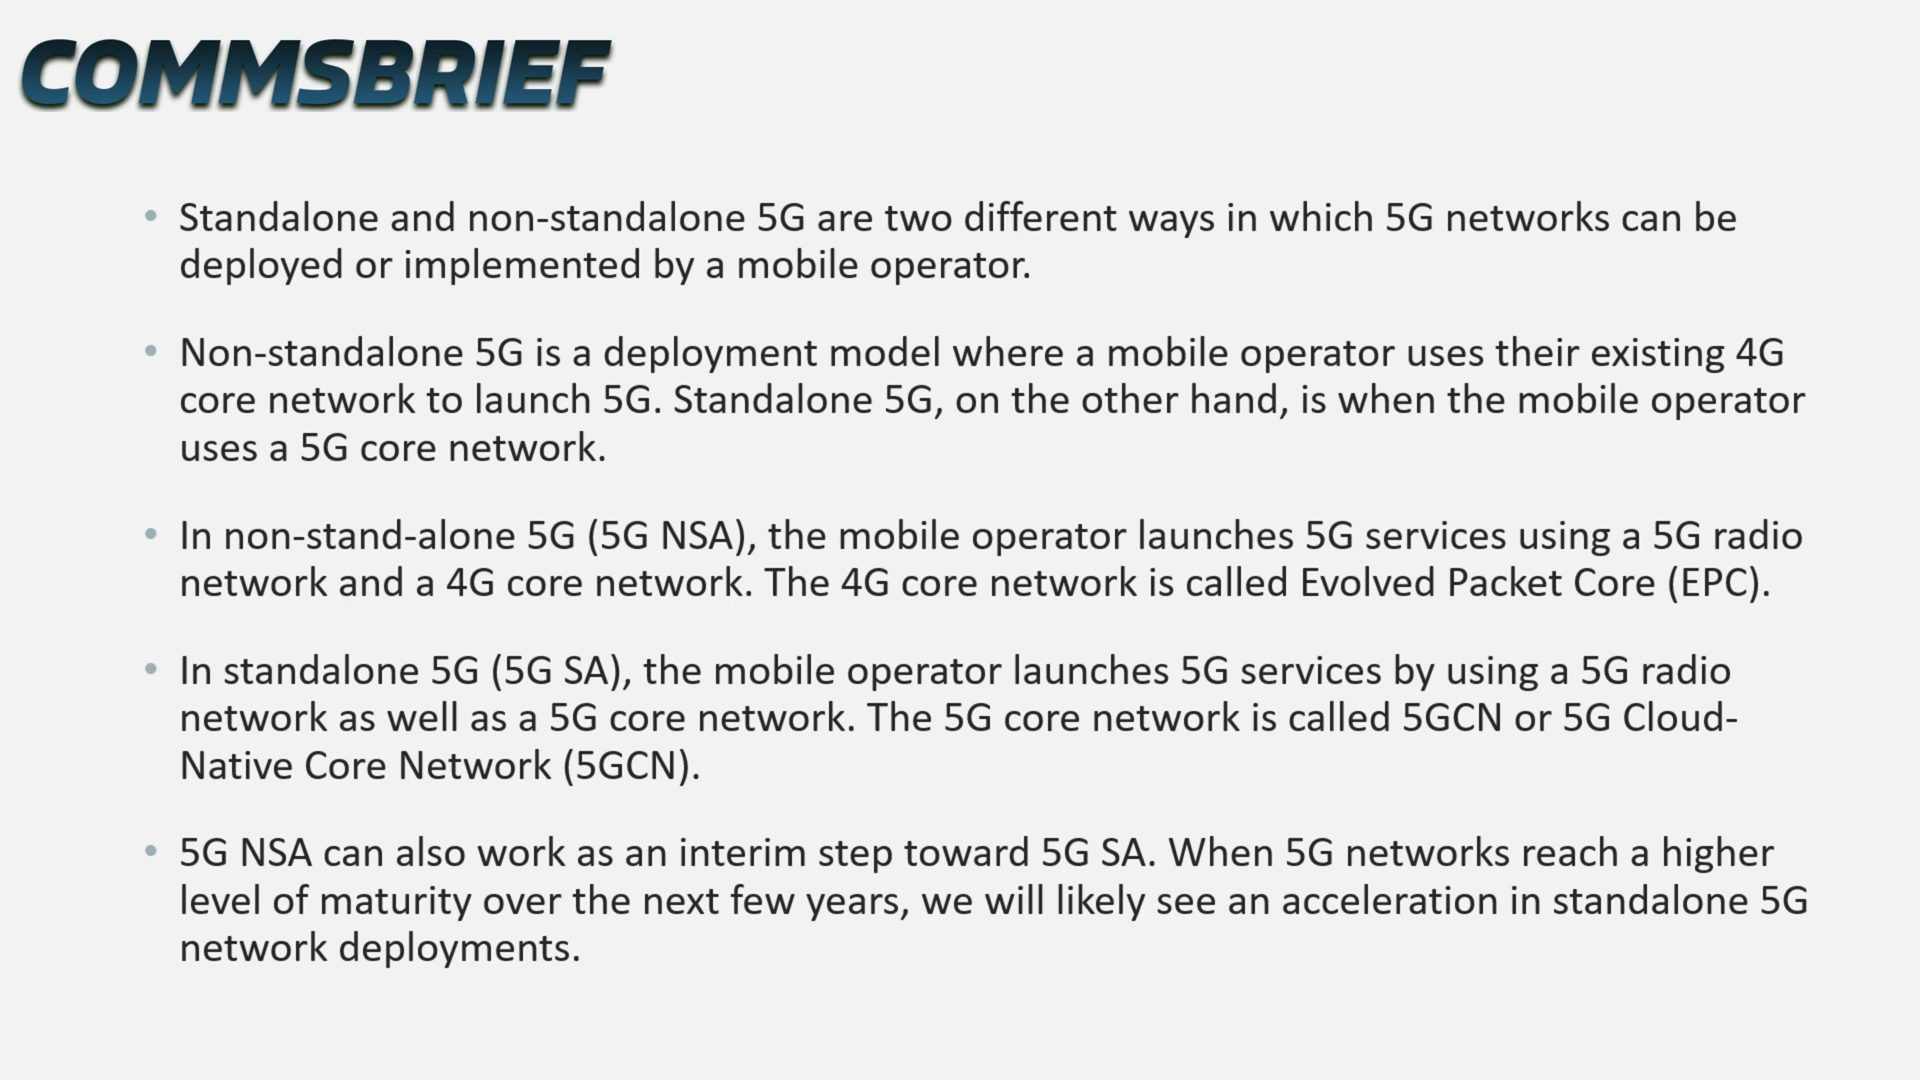 COMMSBRIEF
• Standalone and non-standalone 5G are two different ways in which 5G networks can be
deployed or implemented by a mobile operator.
• Non-standalone 5G is a deployment model where a mobile operator uses their existing 4G
core network to launch 5G. Standalone 5G, on the other hand, is when the mobile operator
uses a 5G core network.
• In non-stand-alone 5G (5G NSA), the mobile operator launches 5G services using a 5G radio
network and a 4G core network. The 4G core network is called Evolved Packet Core (EPC).
• In standalone 5G (5G SA), the mobile operator launches 5G services by using a 5G radio
network as well as a 5G core network. The 5G core network is called 5GCN or 5G Cloud-
Native Core Network (5GCN).
• 5G NSA can also work as an interim step toward 5G SA. When 5G networks reach a higher
level of maturity over the next few years, we will likely see an acceleration in standalone 5G
network deployments.